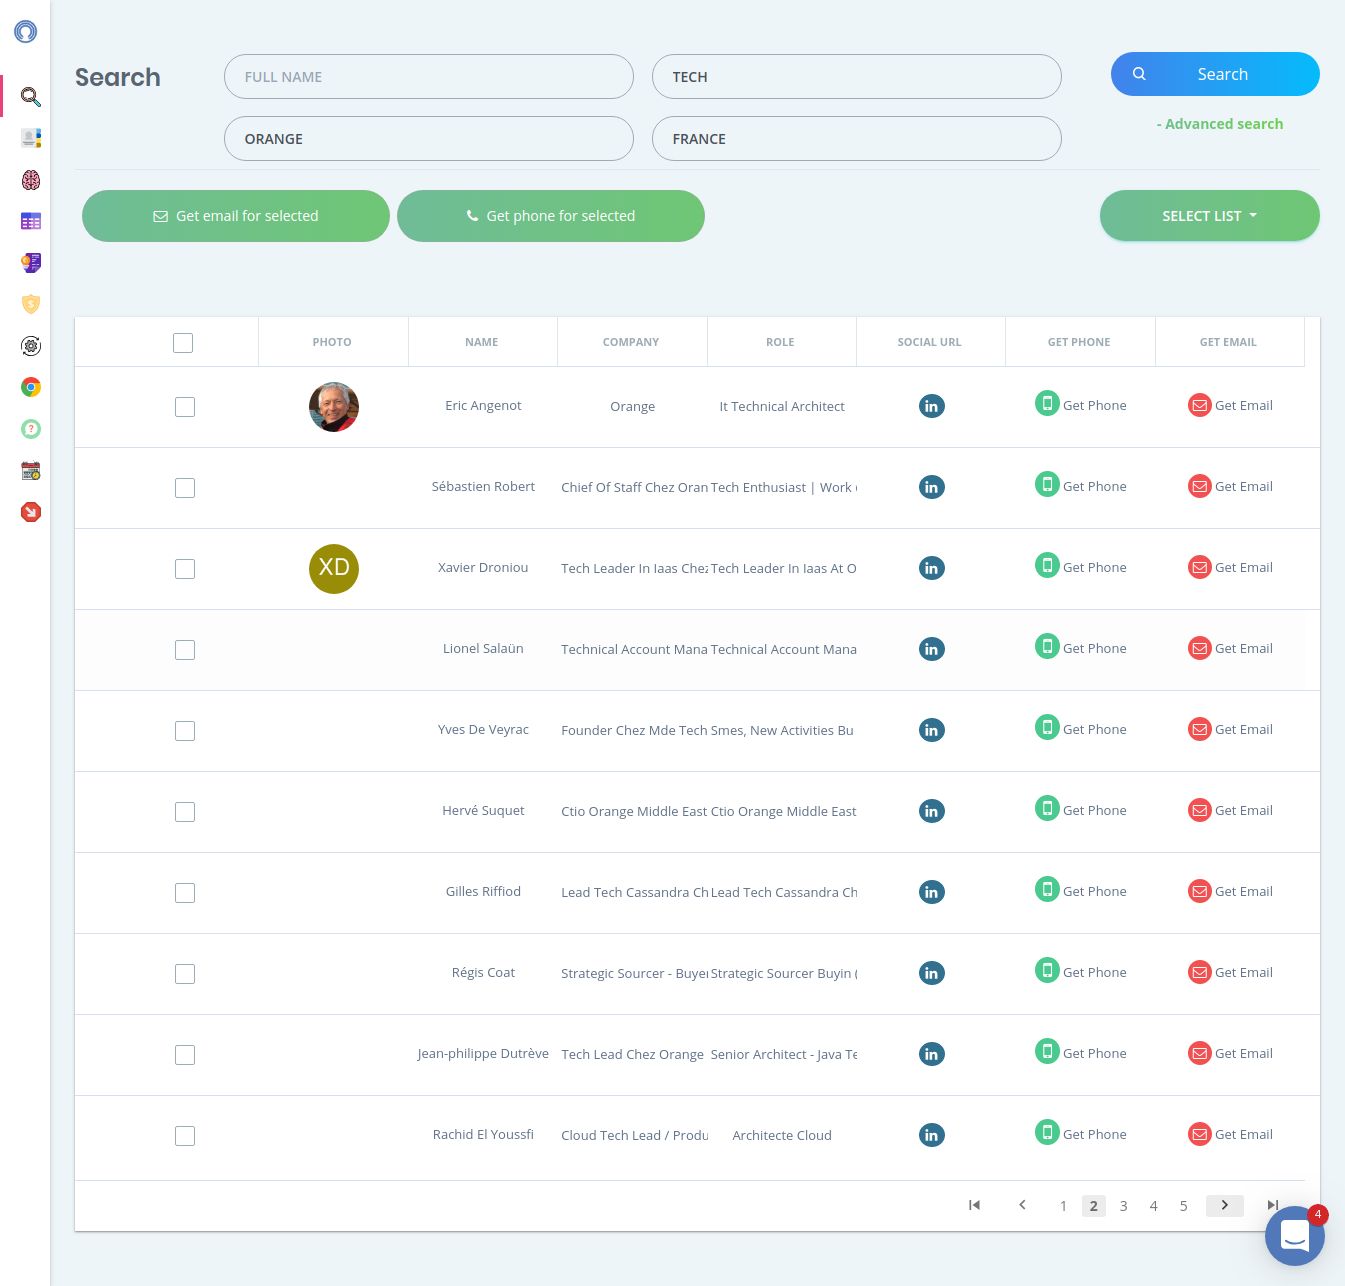 Search
FULL NAME
TECH
Search
ORANGE
FRANCE
- Advanced search
Get email for selected
Get phone for selected
SELECT LIST
PHOTO NAME COMPANY ROLE SOCIAL URL GET PHONE GET EMAIL
Eric Angenot Orange It Technical Architect in Get Phone Get Email
Sébastien Robert Chief Of Staff Chez Oran Tech Enthusiast | Work in Get Phone Get Email
XD Xavier Droniou Tech Leader In Iaas Chez Tech Leader In Iaas At O in Get Phone Get Email
Lionel Salaün Technical Account Mana Technical Account Mana in Get Phone Get Email
Yves De Veyrac Founder Chez Mde Tech Smes, New Activities Bu in Get Phone Get Email
Hervé Suquet Ctio Orange Middle East Ctio Orange Middle East in Get Phone Get Email
Gilles Riffiod Lead Tech Cassandra Ch Lead Tech Cassandra Ch in Get Phone Get Email
Régis Coat Strategic Sourcer - Buyer Strategic Sourcer Buyin ( in Get Phone Get Email
Jean-philippe Dutrève Tech Lead Chez Orange Senior Architect - Java Te in Get Phone Get Email
Rachid El Youssfi Cloud Tech Lead / Produ Architecte Cloud in Get Phone Get Email
1 2 3 4 5
4